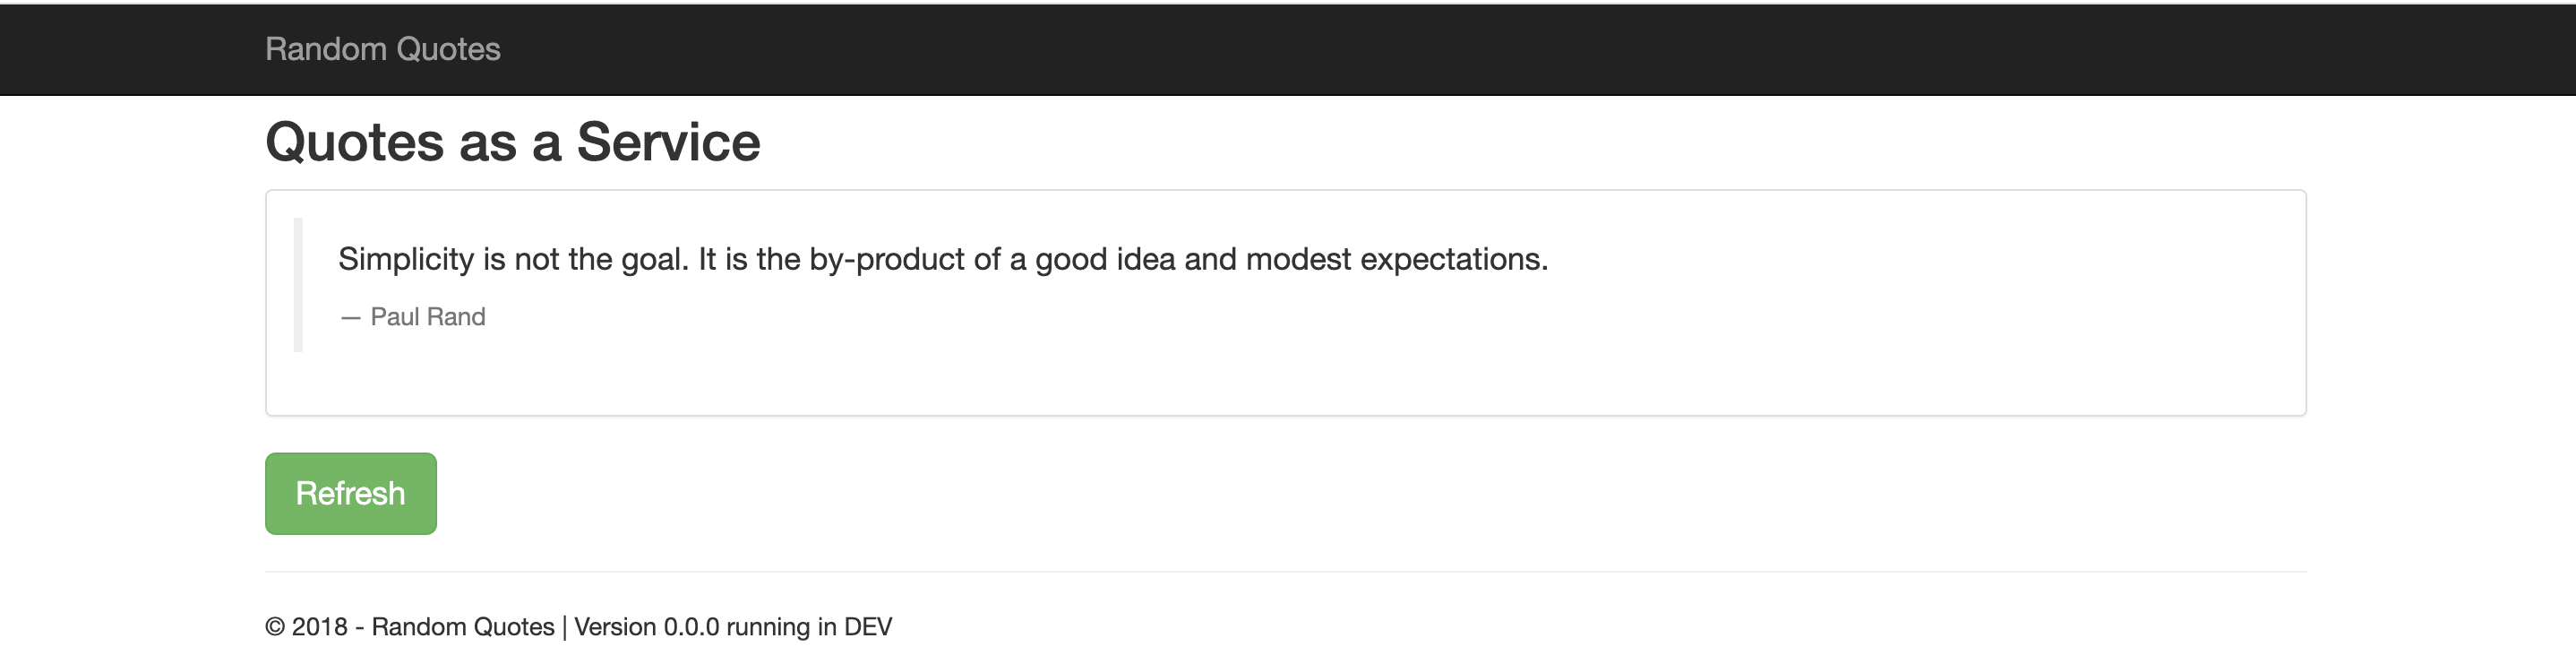 Random Quotes
Quotes as a Service
Simplicity is not the goal. It is the by-product of a good idea and modest expectations.
— Paul Rand
Refresh
© 2018 - Random Quotes | Version 0.0.0 running in DEV